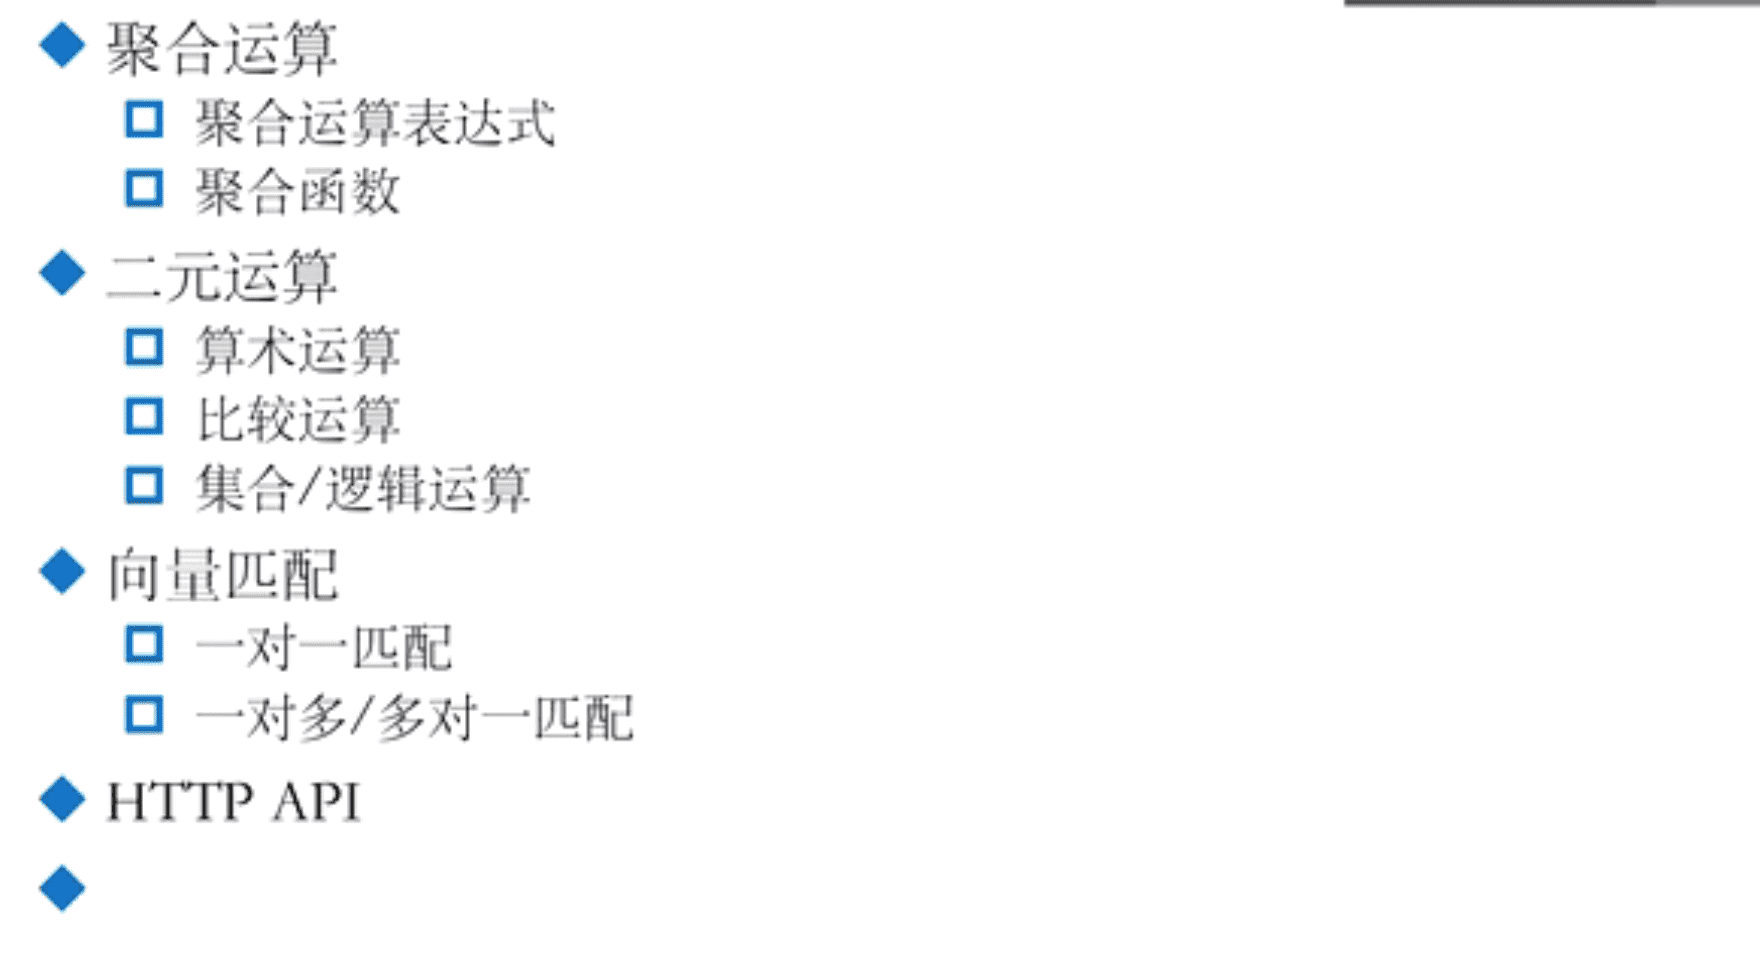 聚合运算
聚合运算表达式
聚合函数
二元运算
算术运算
比较运算
集合/逻辑运算
向量匹配
一对一匹配
一对多/多对一匹配
HTTP API